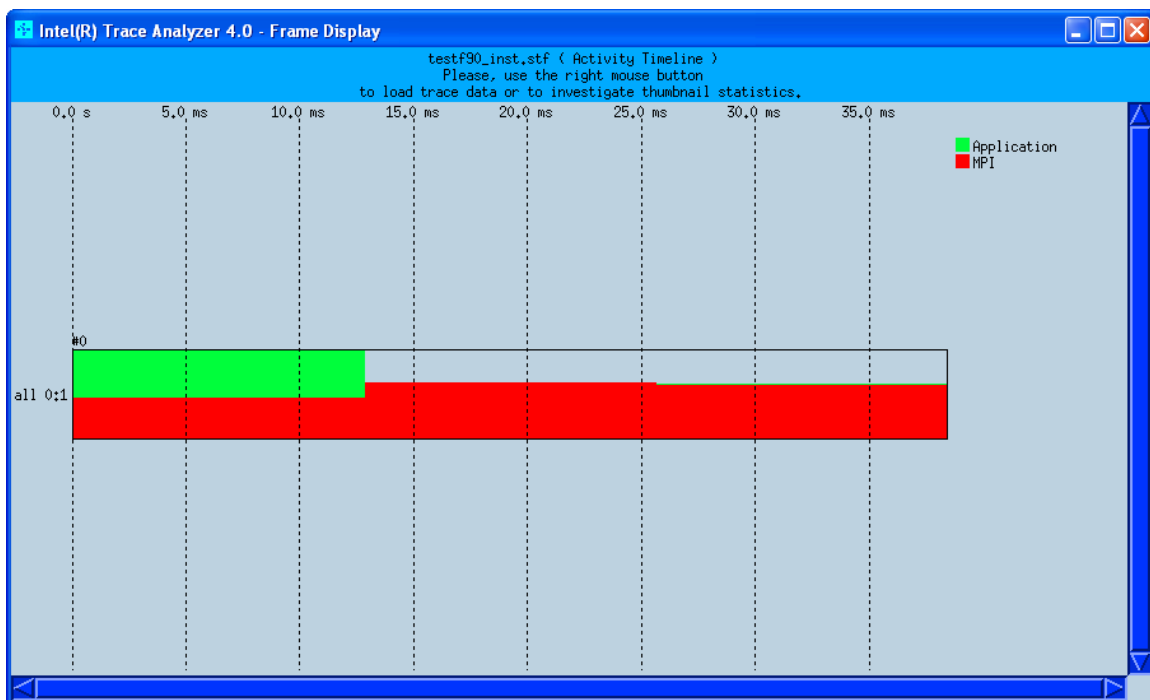 Intel(R) Trace Analyzer 4.0 - Frame Display
testf90_inst.stf ( Activity Timeline )
Please, use the right mouse button
to load trace data or to investigate thumbnail statistics.
0.0 s 5.0 ms 10.0 ms 15.0 ms 20.0 ms 25.0 ms 30.0 ms 35.0 ms
Application
MPI
#0
all 0:1